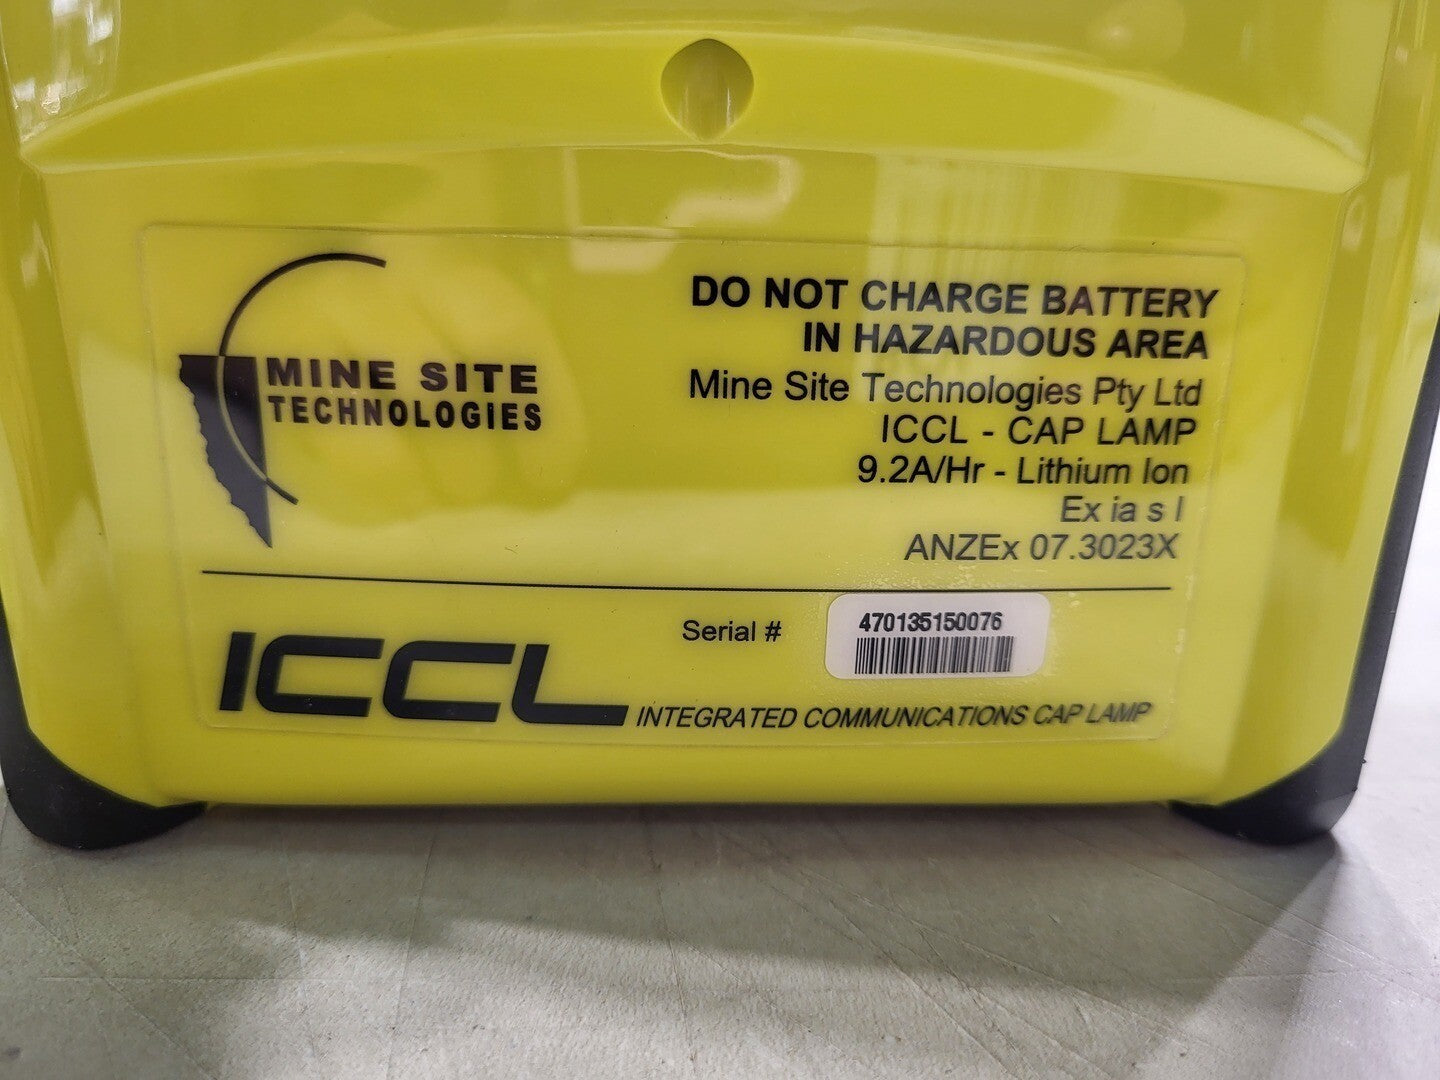 MINE SITE
TECHNOLOGIES
DO NOT CHARGE BATTERY
IN HAZARDOUS AREA
Mine Site Technologies Pty Ltd
ICCL - CAP LAMP
9.2A/Hr - Lithium Ion
Ex ia s I
ANZEx 07.3023X
Serial #
470135150076
ICCL INTEGRATED COMMUNICATIONS CAP LAMP